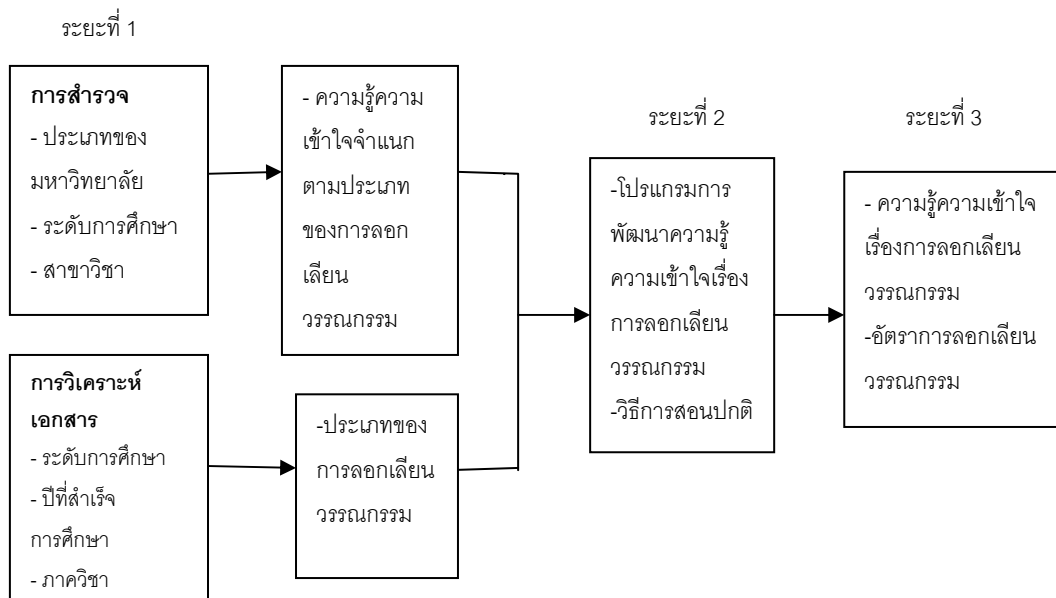 ระยะที่ 1
การสำรวจ
- ประเภทของ
มหาวิทยาลัย
- ระดับการศึกษา
- สาขาวิชา
- ความรู้ความ
เข้าใจจำแนก
ตามประเภท
ของการลอก
เลียน
วรรณกรรม
การวิเคราะห์
เอกสาร
- ระดับการศึกษา
- ปีที่สำเร็จ
การศึกษา
- ภาควิชา
-ประเภทของ
การลอกเลียน
วรรณกรรม
ระยะที่ 2
-โปรแกรมการ
พัฒนาความรู้
ความเข้าใจเรื่อง
การลอกเลียน
วรรณกรรม
-วิธีการสอนปกติ
ระยะที่ 3
- ความรู้ความเข้าใจ
เรื่องการลอกเลียน
วรรณกรรม
-อัตราการลอกเลียน
วรรณกรรม